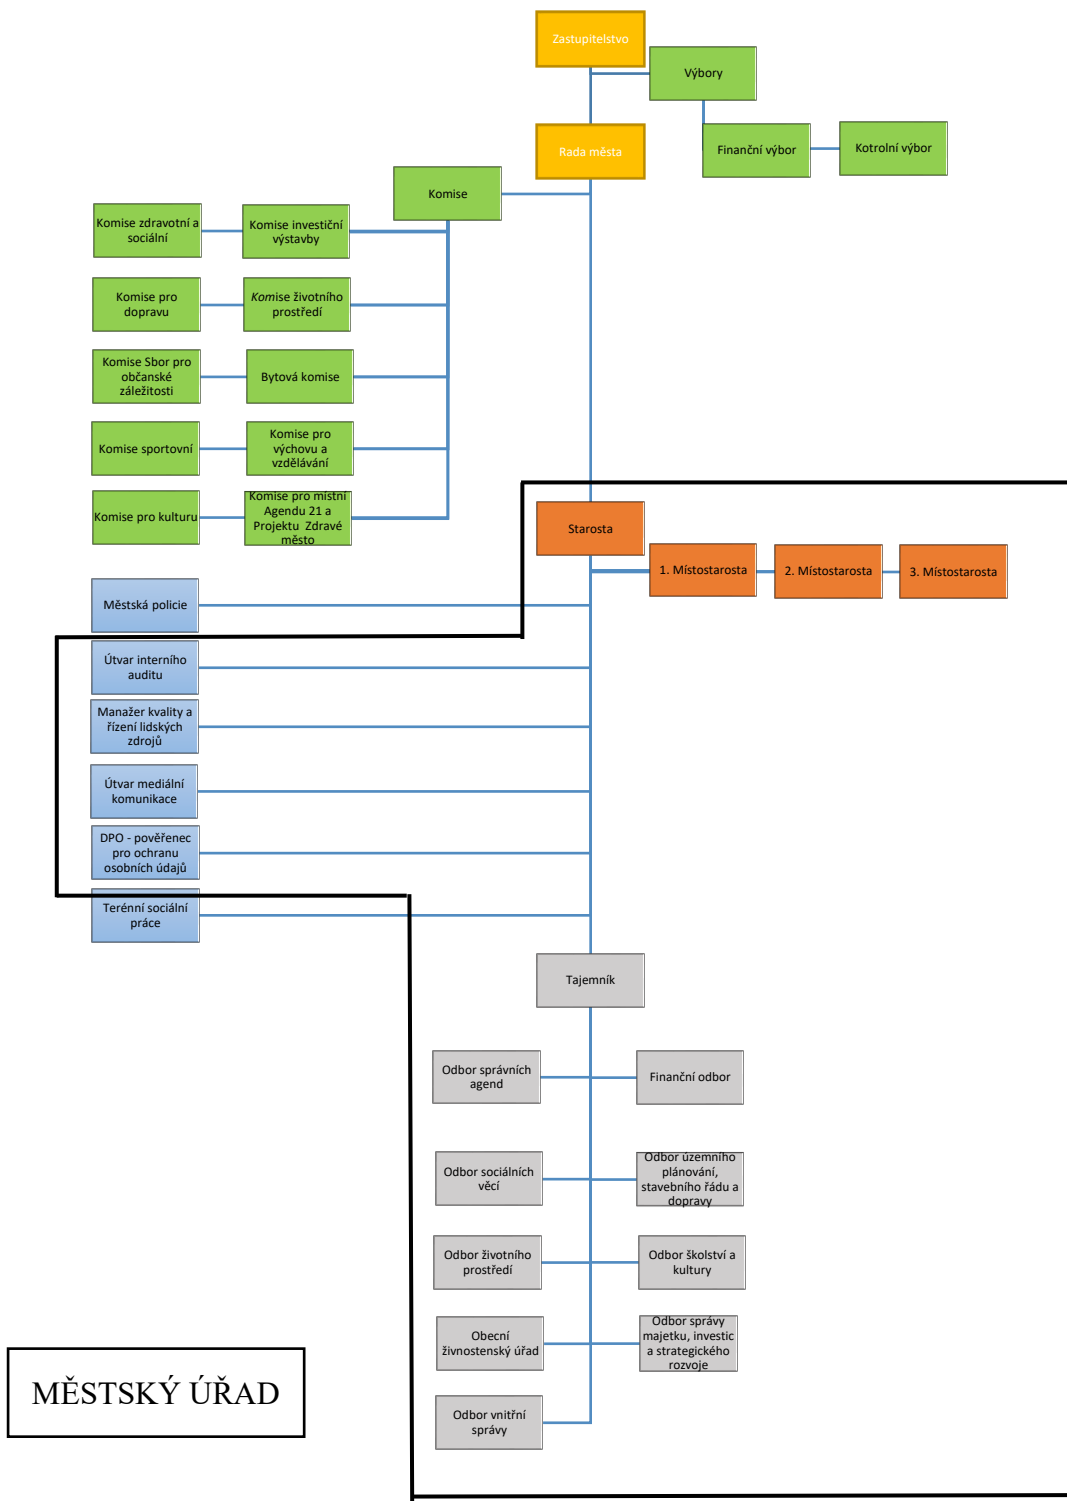 Zastupitelstvo
Výbory
Rada města
Finanční výbor
Kotrolní výbor
Komise
Komise zdravotní a
sociální
Komise investiční
výstavby
Komise pro
dopravu
Komise životního
prostředí
Komise Sbor pro
občanské
záležitosti
Bytová komise
Komise sportovní
Komise pro
výchovu a
vzdělávání
Komise pro kulturu
Komise pro místní
Agendu 21 a
Projektu Zdravé
město
Starosta
1. Místostarosta
2. Místostarosta
3. Místostarosta
Městská policie
Útvar interního
auditu
Manažer kvality a
řízení lidských
zdrojů
Útvar mediální
komunikace
DPO - pověřenec
pro ochranu
osobních údajů
Terénní sociální
práce
Tajemník
Odbor správních
agend
Finanční odbor
Odbor sociálních
věcí
Odbor územního
plánování,
stavebního řádu a
dopravy
Odbor životního
prostředí
Odbor školství a
kultury
Obecní
živnostenský úřad
Odbor správy
majetku, investic
a strategického
rozvoje
MĚSTSKÝ ÚŘAD
Odbor vnitřní
správy